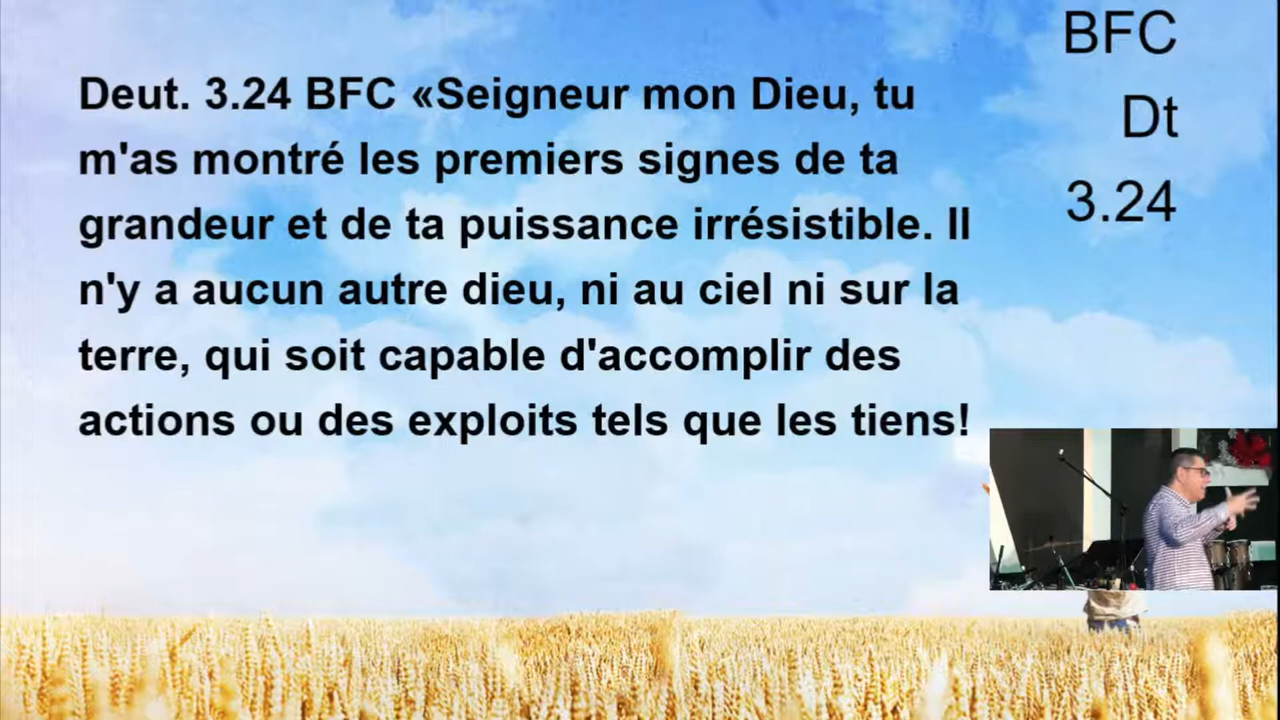 Deut. 3.24 BFC «Seigneur mon Dieu, tu
m'as montré les premiers signes de ta
grandeur et de ta puissance irrésistible. Il
n'y a aucun autre dieu, ni au ciel ni sur la
terre, qui soit capable d'accomplir des
actions ou des exploits tels que les tiens!
BFC
Dt
3.24